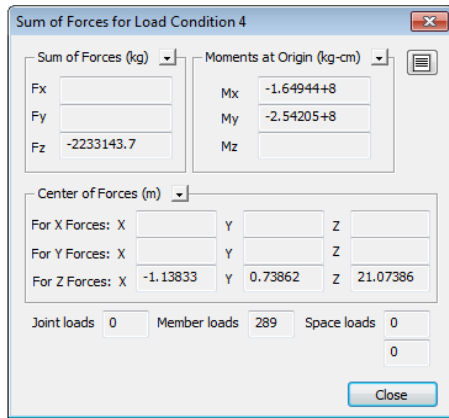 Sum of Forces for Load Condition 4
Sum of Forces (kg) Moments at Origin (kg-cm)
Fx Mx -1.64944+8
Fy My -2.54205+8
Fz -2233143.7 Mz
Center of Forces (m)
For X Forces: X Y Z
For Y Forces: X Y Z
For Z Forces: X -1.13833 Y 0.73862 Z 21.07386
Joint loads 0 Member loads 289 Space loads 0
0
Close